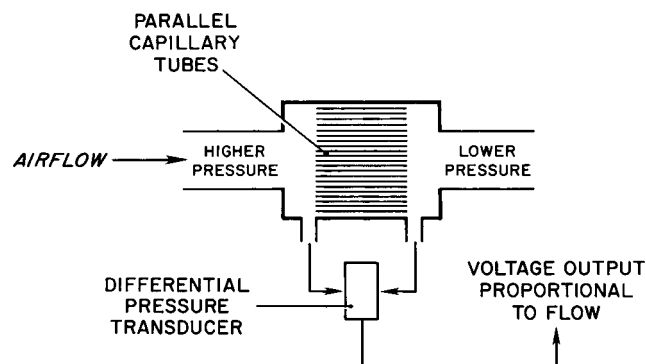 PARALLEL
CAPILLARY
TUBES
AIRFLOW
HIGHER
PRESSURE
LOWER
PRESSURE
DIFFERENTIAL
PRESSURE
TRANSDUCER
VOLTAGE OUTPUT
PROPORTIONAL
TO FLOW